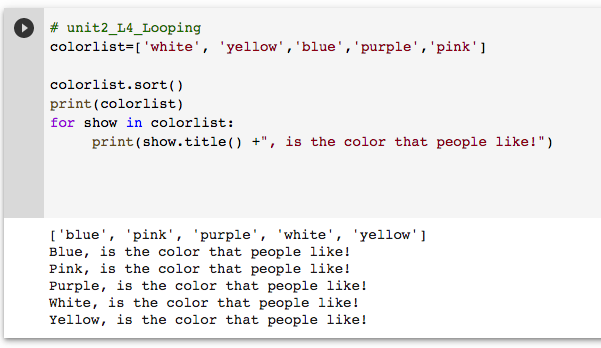 # unit2_L4_Looping
colorlist=['white', 'yellow','blue','purple','pink']
colorlist.sort()
print(colorlist)
for show in colorlist:
print(show.title() +", is the color that people like!")
['blue', 'pink', 'purple', 'white', 'yellow']
Blue, is the color that people like!
Pink, is the color that people like!
Purple, is the color that people like!
White, is the color that people like!
Yellow, is the color that people like!